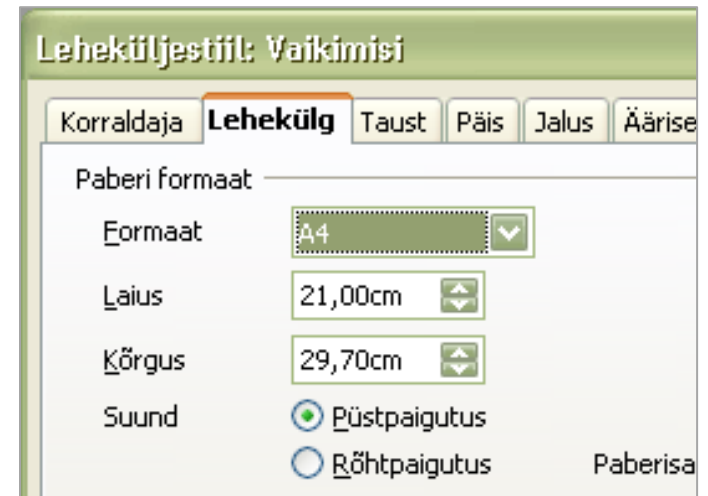 Leheküljestiil: Vaikimisi
Korraldaja Lehekülg Taust Päis Jalus Äärise
Paberi formaat
Formaat A4
Laius 21,00cm
Kõrgus 29,70cm
Suund Püstpaigutus
Rõhtpaigutus Paberisa